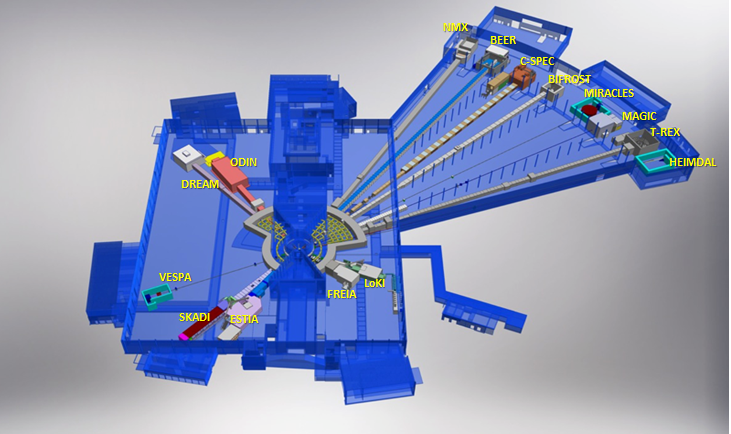 NMX
BEER
C-SPEC
BIFROST
MIRACLES
MAGIC
T-REX
HEIMDAL
ODIN
DREAM
VESPA
LoKI
FREIA
SKADI
ESTIA